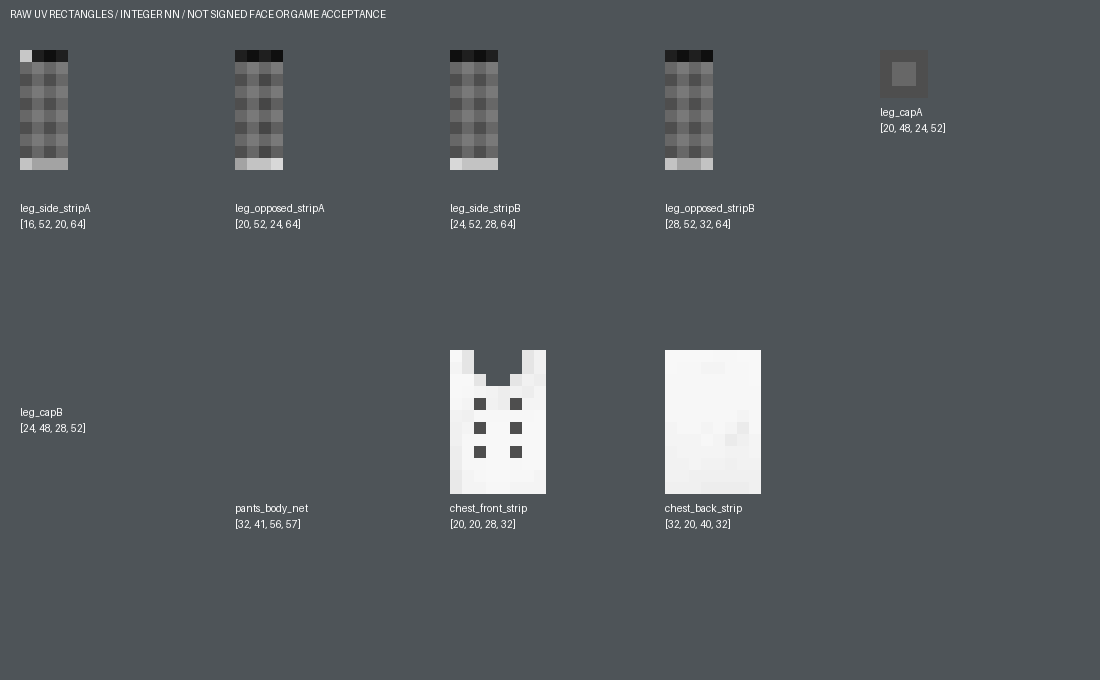 RAW UV RECTANGLES / INTEGER NN / NOT SIGNED FACE OR GAME ACCEPTANCE
leg_side_stripA
[16, 52, 20, 64]
leg_opposed_stripA
[20, 52, 24, 64]
leg_side_stripB
[24, 52, 28, 64]
leg_opposed_stripB
[28, 52, 32, 64]
leg_capA
[20, 48, 24, 52]
leg_capB
[24, 48, 28, 52]
pants_body_net
[32, 41, 56, 57]
chest_front_strip
[20, 20, 28, 32]
chest_back_strip
[32, 20, 40, 32]